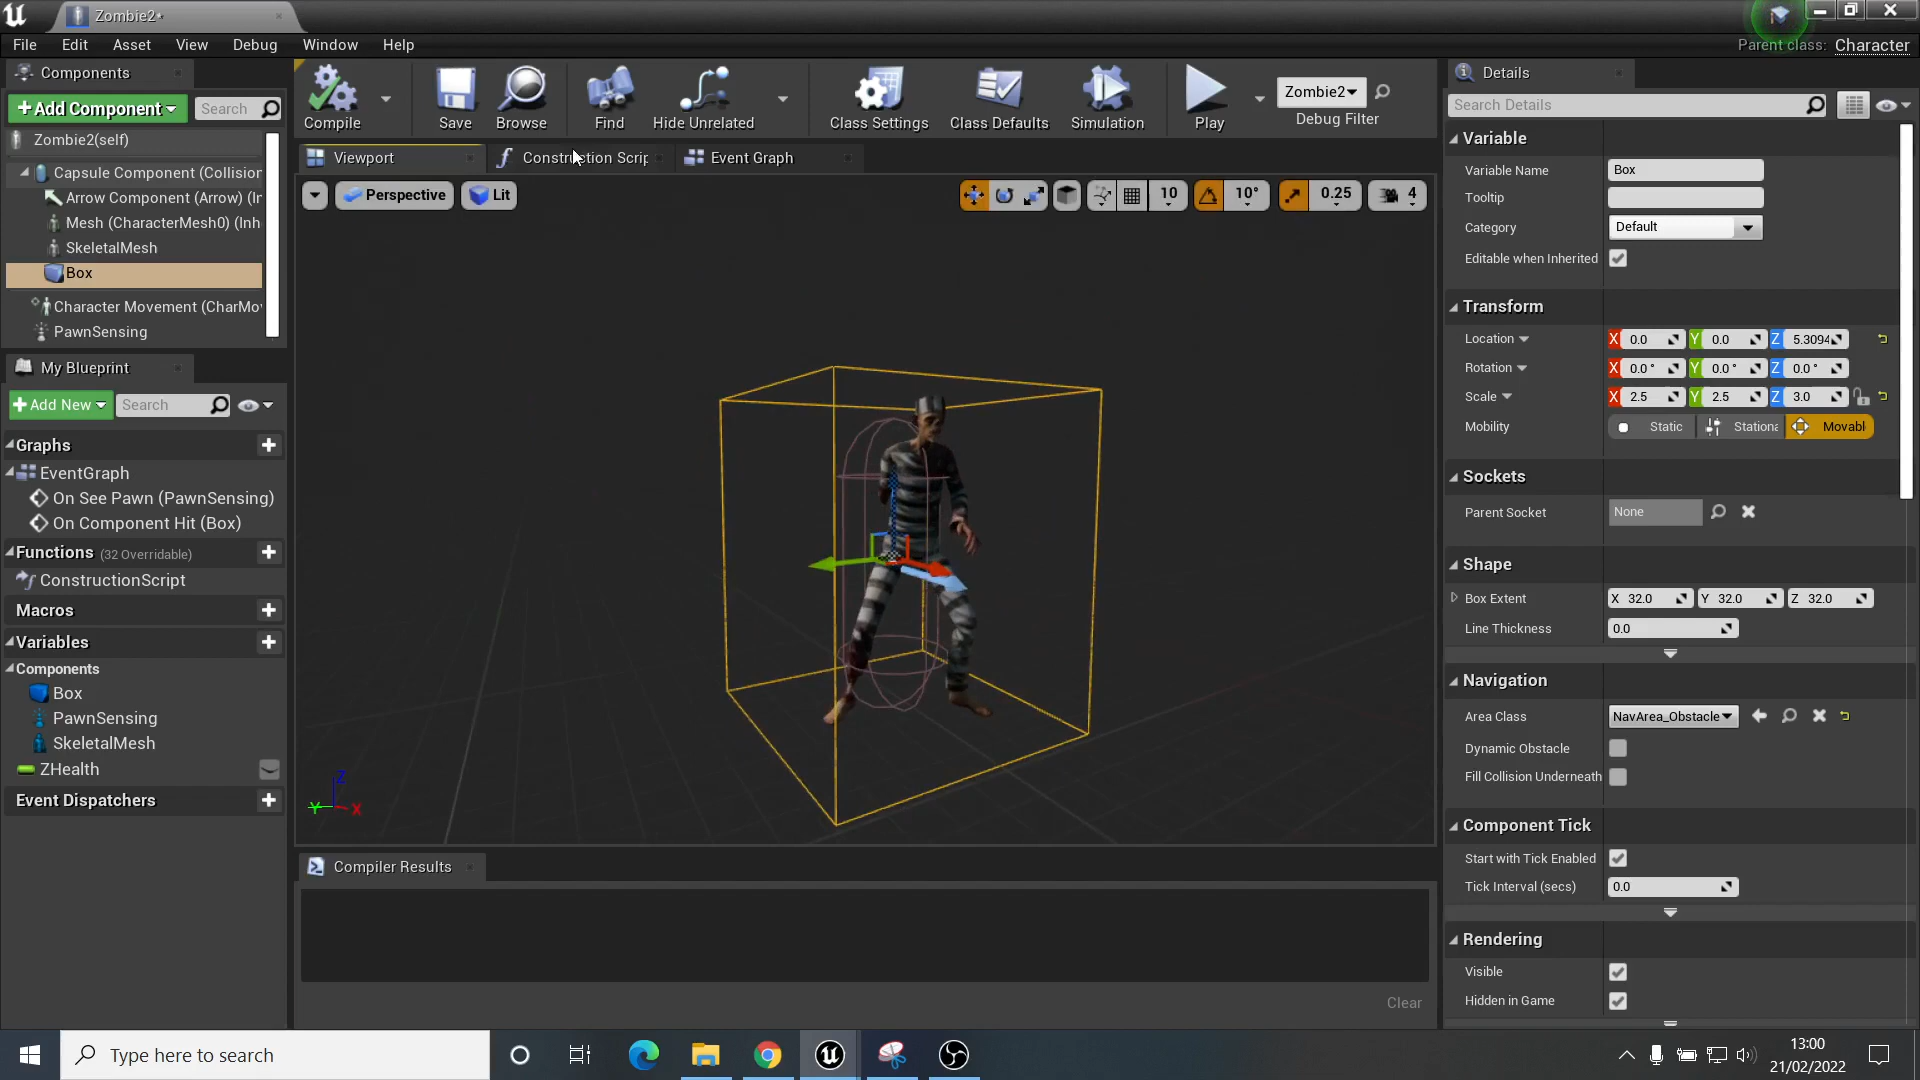 Zombie2*
File Edit Asset View Debug Window Help
Parent class: Character
Components
+Add Component
Search
Zombie2(self)
Capsule Component (Collision
Arrow Component (Arrow) (In
Mesh (CharacterMesh0) (Inh
SkeletalMesh
Box
Character Movement (CharMov
PawnSensing
My Blueprint
+Add New
Search
Graphs
EventGraph
On See Pawn (PawnSensing)
On Component Hit (Box)
Functions (32 Overridable)
ConstructionScript
Macros
Variables
Components
Box
PawnSensing
SkeletalMesh
ZHealth
Event Dispatchers
Compile
Save
Browse
Find
Hide Unrelated
Class Settings
Class Defaults
Simulation
Play
Zombie2
Debug Filter
Viewport
Construction Scrip
Event Graph
Perspective
Lit
10
10°
0.25
4
Z
Y
X
Compiler Results
Clear
Details
Search Details
Variable
Variable Name Box
Tooltip
Category Default
Editable when Inherited
Transform
Location X 0.0 Y 0.0 Z 5.3094
Rotation X 0.0° Y 0.0° Z 0.0°
Scale X 2.5 Y 2.5 Z 3.0
Mobility Static Stationa Movabl
Sockets
Parent Socket None
Shape
Box Extent X 32.0 Y 32.0 Z 32.0
Line Thickness 0.0
Navigation
Area Class NavArea_Obstacle
Dynamic Obstacle
Fill Collision Underneath
Component Tick
Start with Tick Enabled
Tick Interval (secs) 0.0
Rendering
Visible
Hidden in Game
Type here to search
13:00
21/02/2022